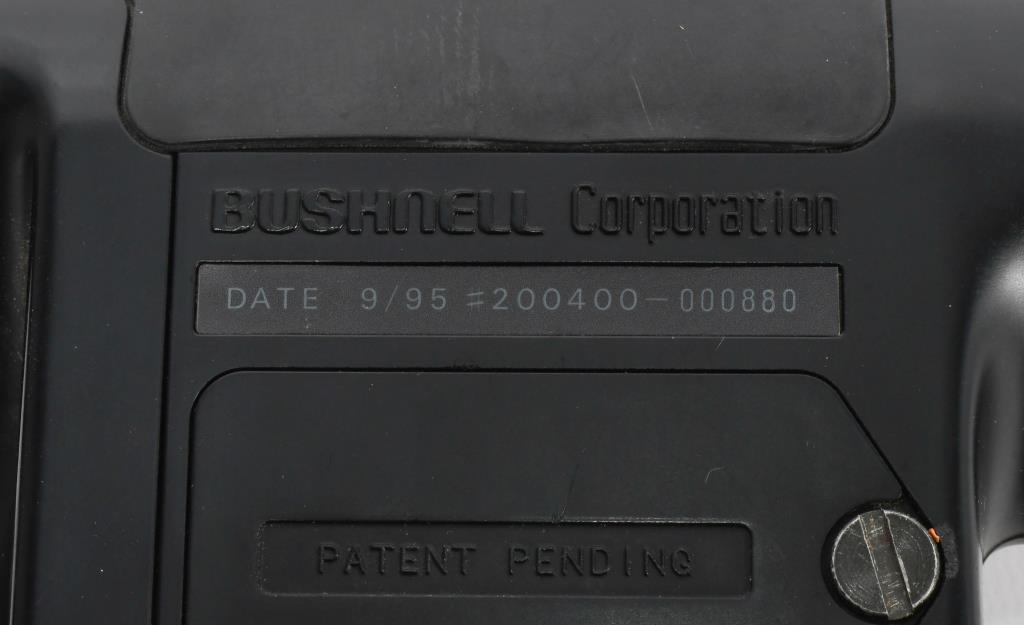 BUSHNELL Corporation
DATE 9/95 #200400-000880
PATENT PENDING